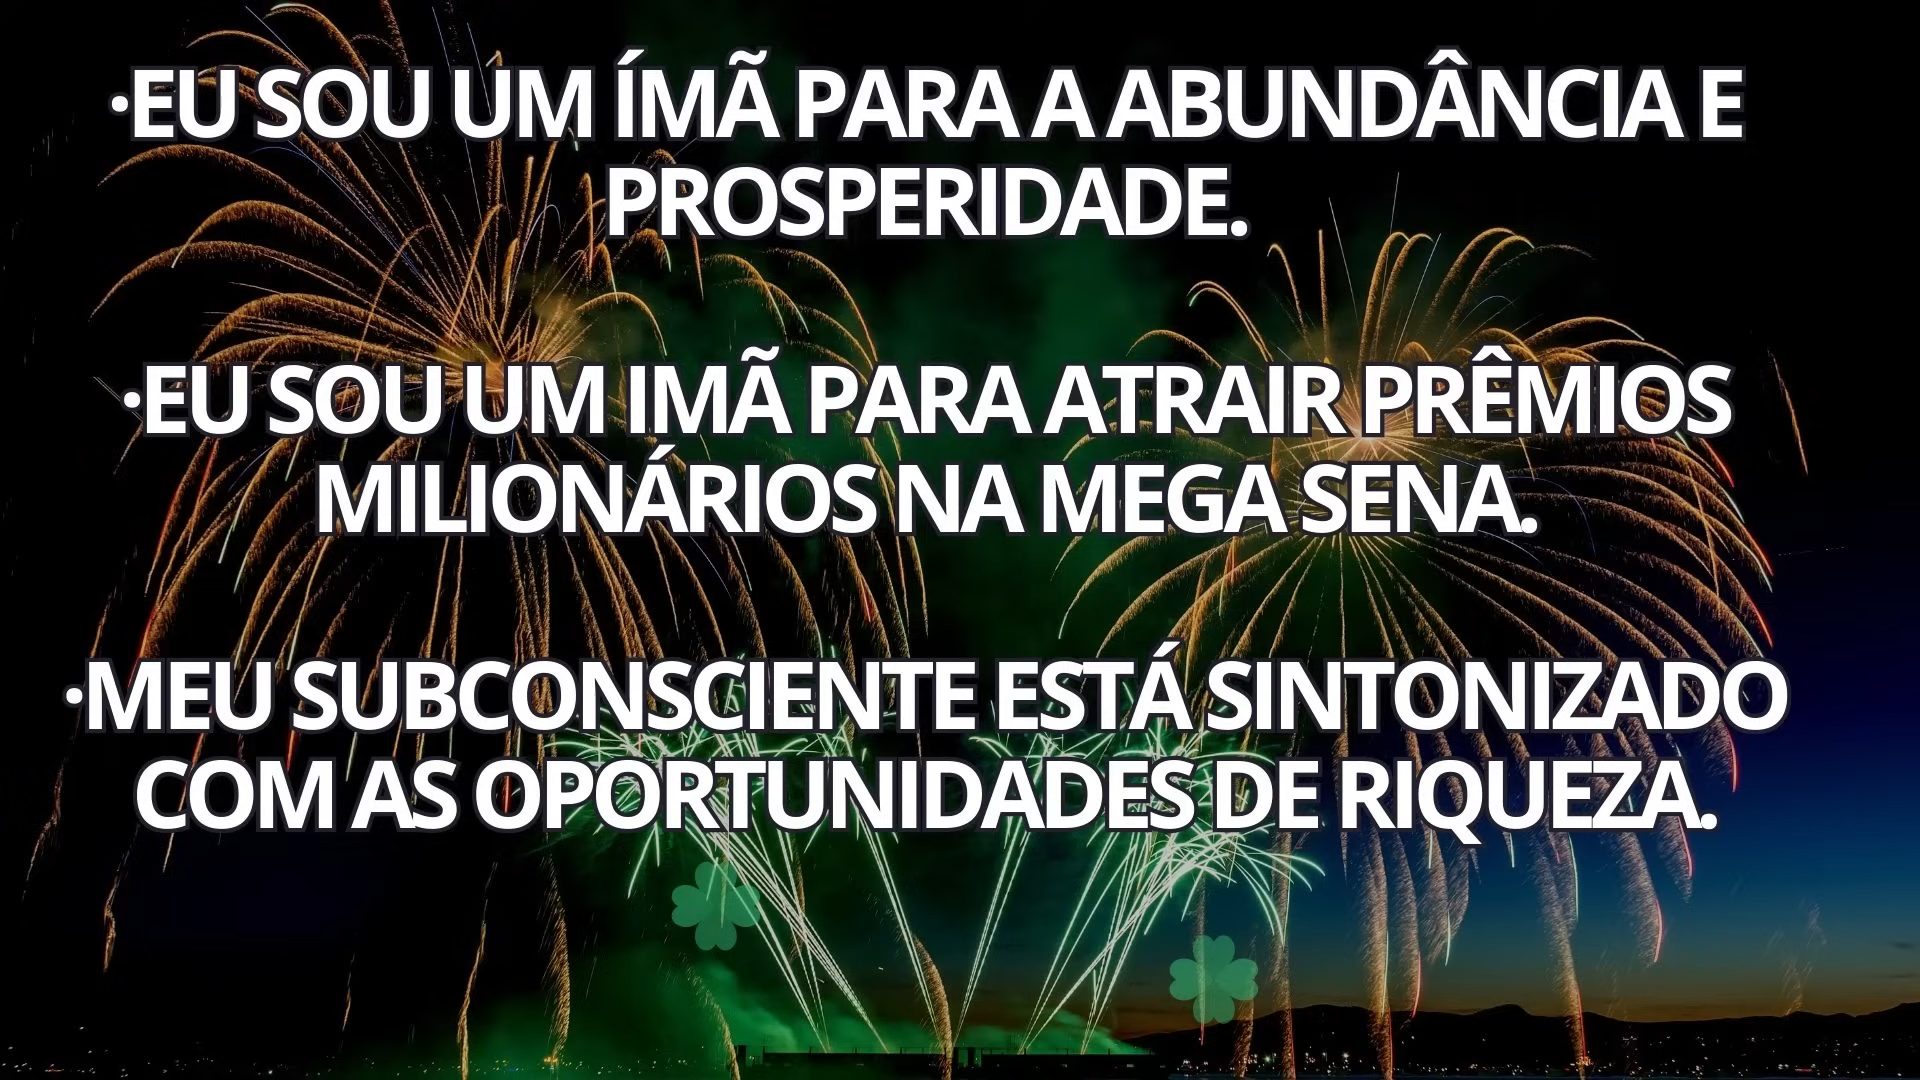 ·EU SOU UM ÍMÃ PARA A ABUNDÂNCIA E
PROSPERIDADE.
·EU SOU UM IMÃ PARA ATRAIR PRÊMIOS
MILIONÁRIOS NA MEGA SENA.
·MEU SUBCONSCIENTE ESTÁ SINTONIZADO
COM AS OPORTUNIDADES DE RIQUEZA.